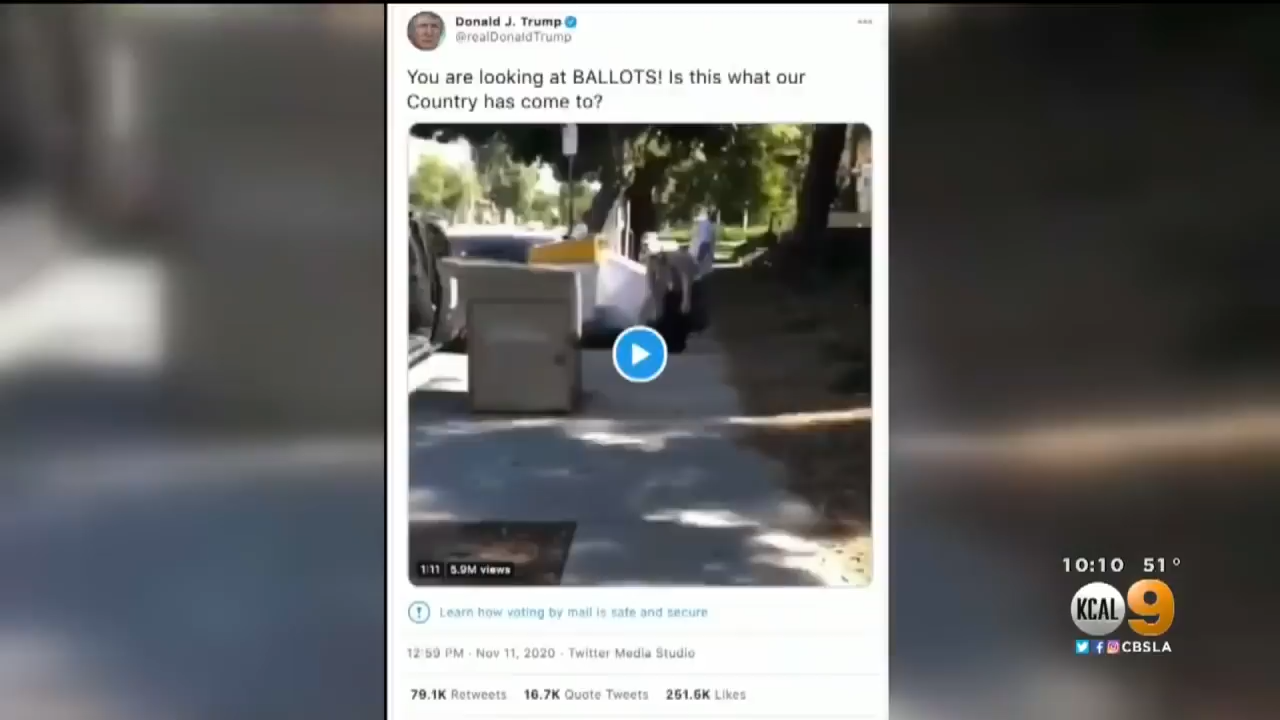 Donald J. Trump
@realDonaldTrump
You are looking at BALLOTS! Is this what our
Country has come to?
1:11 5.9M views
Learn how voting by mail is safe and secure
12:59 PM · Nov 11, 2020 · Twitter Media Studio
79.1K Retweets 16.7K Quote Tweets 251.6K Likes
10:10 51°
KCAL 9
CBSLA